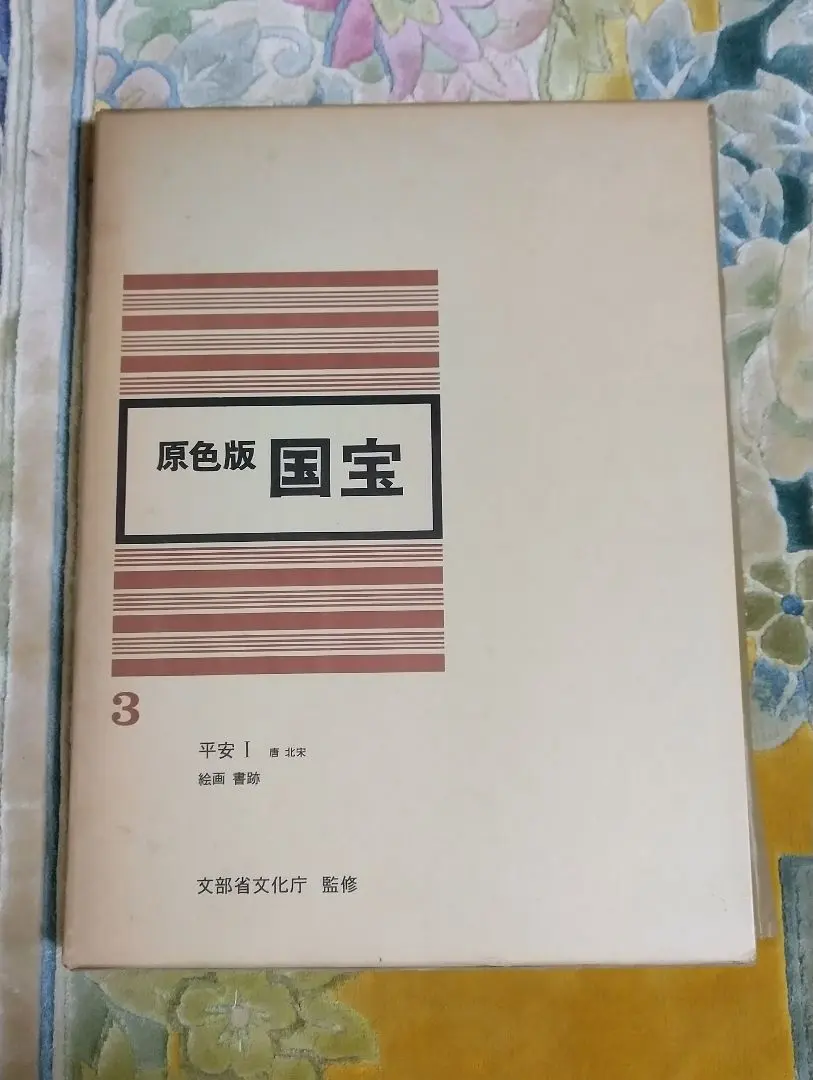 原色版 国宝
3
平安 I 唐 北宋
絵画 書跡
文部省文化庁 監修